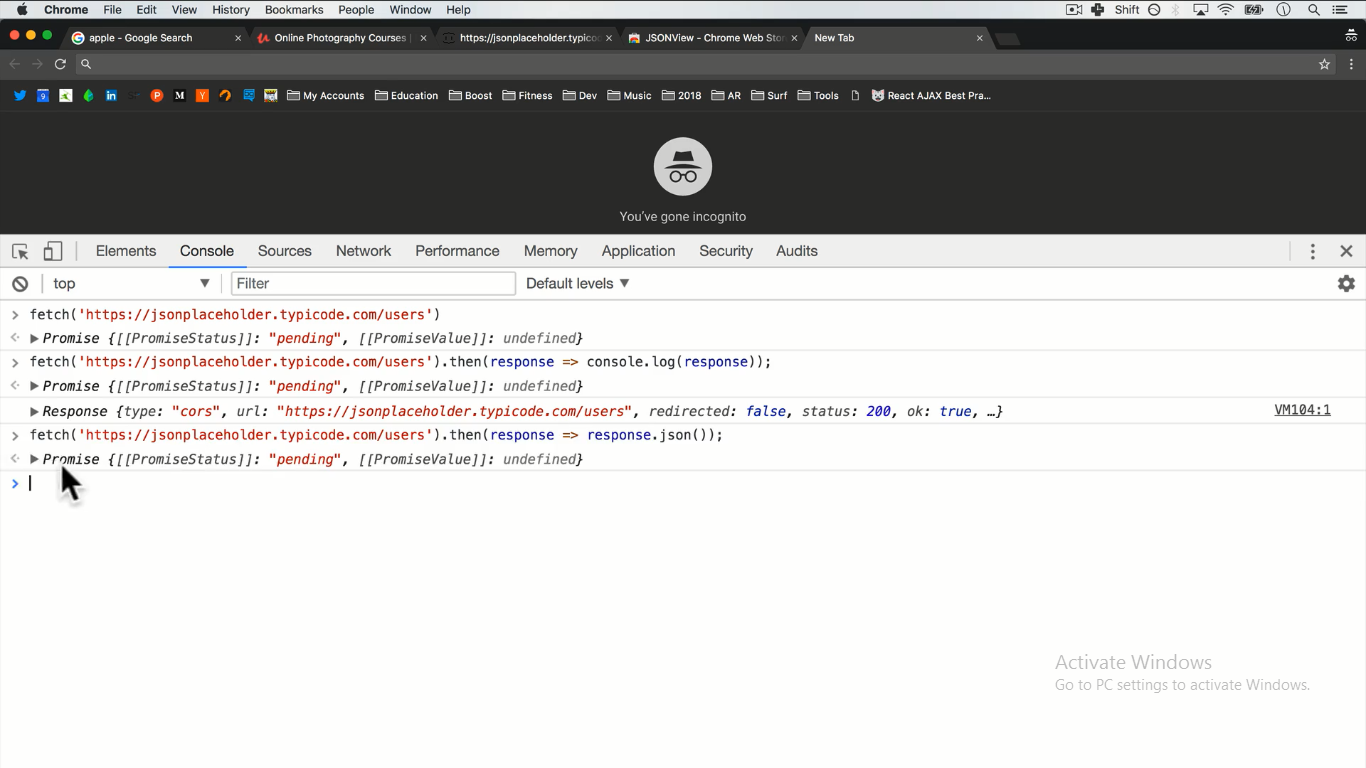 Chrome File Edit View History Bookmarks People Window Help Shift
apple - Google Search Online Photography Courses https://jsonplaceholder.typico JSONView - Chrome Web Stor New Tab
My Accounts Education Boost Fitness Dev Music 2018 AR Surf Tools React AJAX Best Pra...
You've gone incognito
Elements Console Sources Network Performance Memory Application Security Audits
top ▼ Filter Default levels ▼
> fetch('https://jsonplaceholder.typicode.com/users')
<· ▶ Promise {[[PromiseStatus]]: "pending", [[PromiseValue]]: undefined}
> fetch('https://jsonplaceholder.typicode.com/users').then(response => console.log(response));
<· ▶ Promise {[[PromiseStatus]]: "pending", [[PromiseValue]]: undefined}
▶ Response {type: "cors", url: "https://jsonplaceholder.typicode.com/users", redirected: false, status: 200, ok: true, …} VM104:1
> fetch('https://jsonplaceholder.typicode.com/users').then(response => response.json());
<· ▶ Promise {[[PromiseStatus]]: "pending", [[PromiseValue]]: undefined}
>
Activate Windows
Go to PC settings to activate Windows.